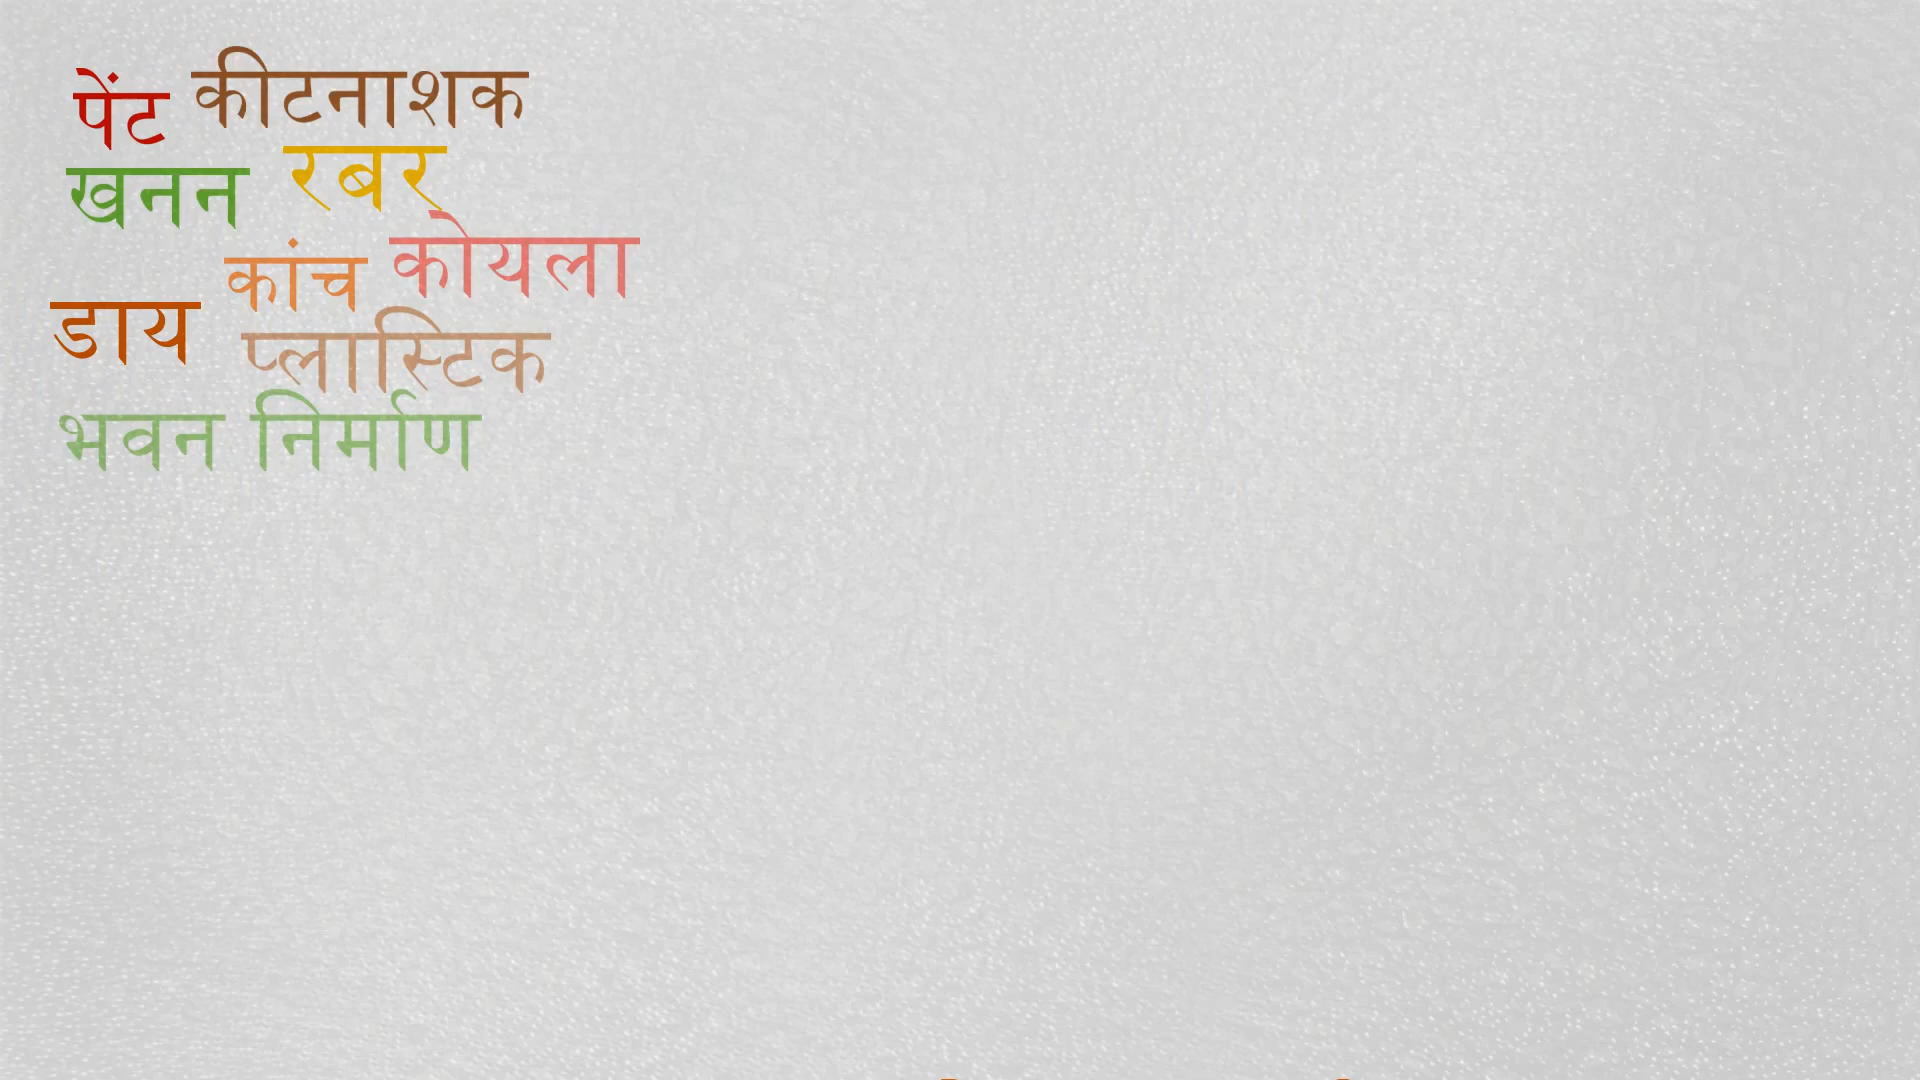 पेंट कीटनाशक
खनन रबर
कांच कोयला
डाय प्लास्टिक
भवन निर्माण